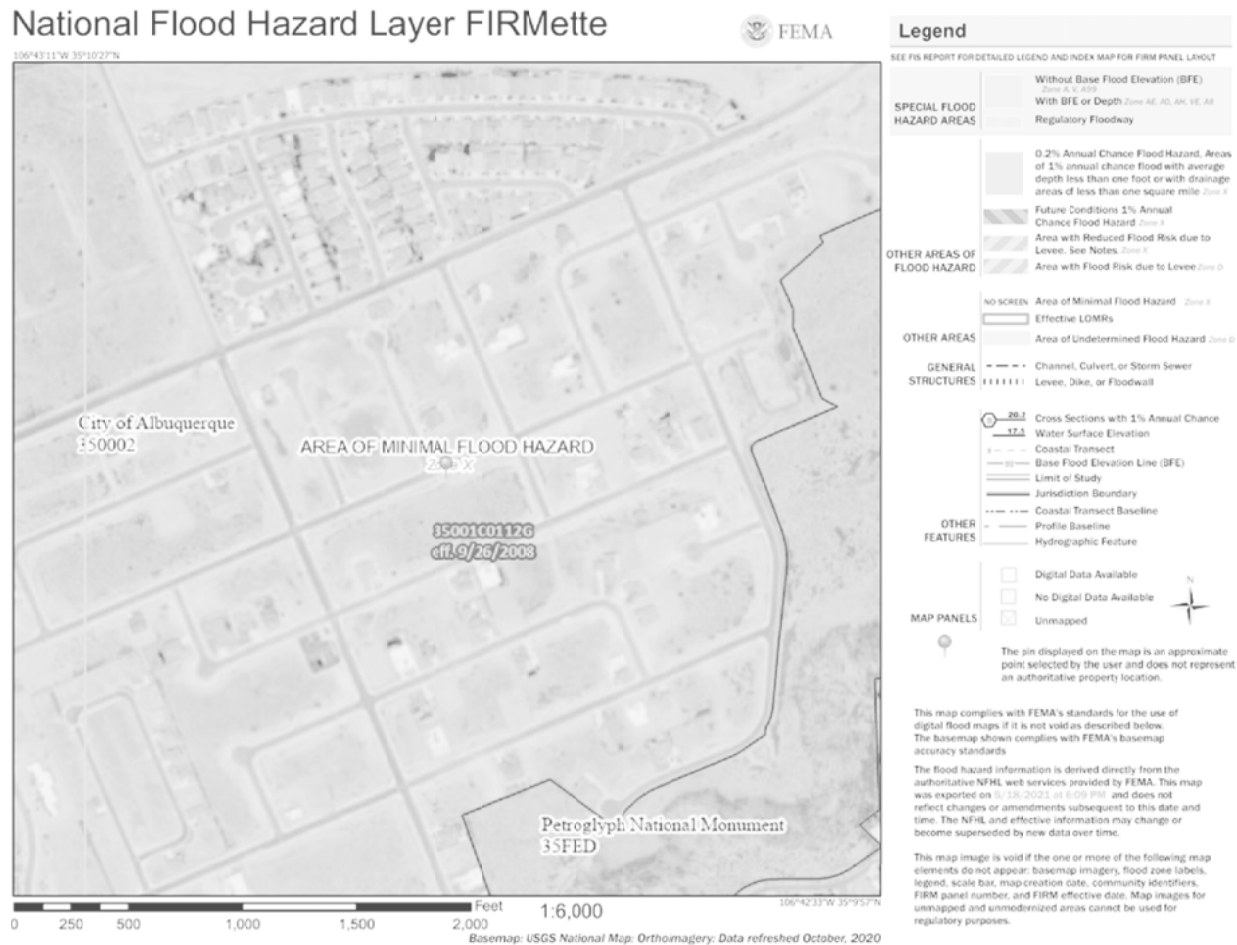 National Flood Hazard Layer FIRMette
FEMA
Legend
106°43'11"W 35°10'27"N
SEE FIS REPORT FOR DETAILED LEGEND AND INDEX MAP FOR FIRM PANEL LAYOUT
SPECIAL FLOOD
HAZARD AREAS
Without Base Flood Elevation (BFE)
Zone A, V, A99
With BFE or Depth Zone AE, AO, AH, VE, AR
Regulatory Floodway
0.2% Annual Chance Flood Hazard, Areas
of 1% annual chance flood with average
depth less than one foot or with drainage
areas of less than one square mile Zone X
Future Conditions 1% Annual
Chance Flood Hazard Zone X
Area with Reduced Flood Risk due to
Levee. See Notes. Zone X
Area with Flood Risk due to Levee Zone D
OTHER AREAS OF
FLOOD HAZARD
NO SCREEN Area of Minimal Flood Hazard Zone X
Effective LOMRs
OTHER AREAS
Area of Undetermined Flood Hazard Zone D
GENERAL
STRUCTURES
Channel, Culvert, or Storm Sewer
Levee, Dike, or Floodwall
20.2 Cross Sections with 1% Annual Chance
17.5 Water Surface Elevation
Coastal Transect
Base Flood Elevation Line (BFE)
Limit of Study
Jurisdiction Boundary
Coastal Transect Baseline
Profile Baseline
Hydrographic Feature
OTHER
FEATURES
Digital Data Available
No Digital Data Available
Unmapped
MAP PANELS
N
The pin displayed on the map is an approximate
point selected by the user and does not represent
an authoritative property location.
This map complies with FEMA's standards for the use of
digital flood maps if it is not void as described below.
The basemap shown complies with FEMA's basemap
accuracy standards
The flood hazard information is derived directly from the
authoritative NFHL web services provided by FEMA. This map
was exported on 5/18/2021 at 6:09 PM and does not
reflect changes or amendments subsequent to this date and
time. The NFHL and effective information may change or
become superseded by new data over time.
This map image is void if the one or more of the following map
elements do not appear: basemap imagery, flood zone labels,
legend, scale bar, map creation date, community identifiers,
FIRM panel number, and FIRM effective date. Map images for
unmapped and unmodernized areas cannot be used for
regulatory purposes.
City of Albuquerque
350002
AREA OF MINIMAL FLOOD HAZARD
Zone X
35001C0112G
eff. 9/26/2008
Petroglyph National Monument
35FED
106°42'33"W 35°9'57"N
0 250 500 1,000 1,500 2,000 Feet
1:6,000
Basemap: USGS National Map: Orthoimagery: Data refreshed October, 2020